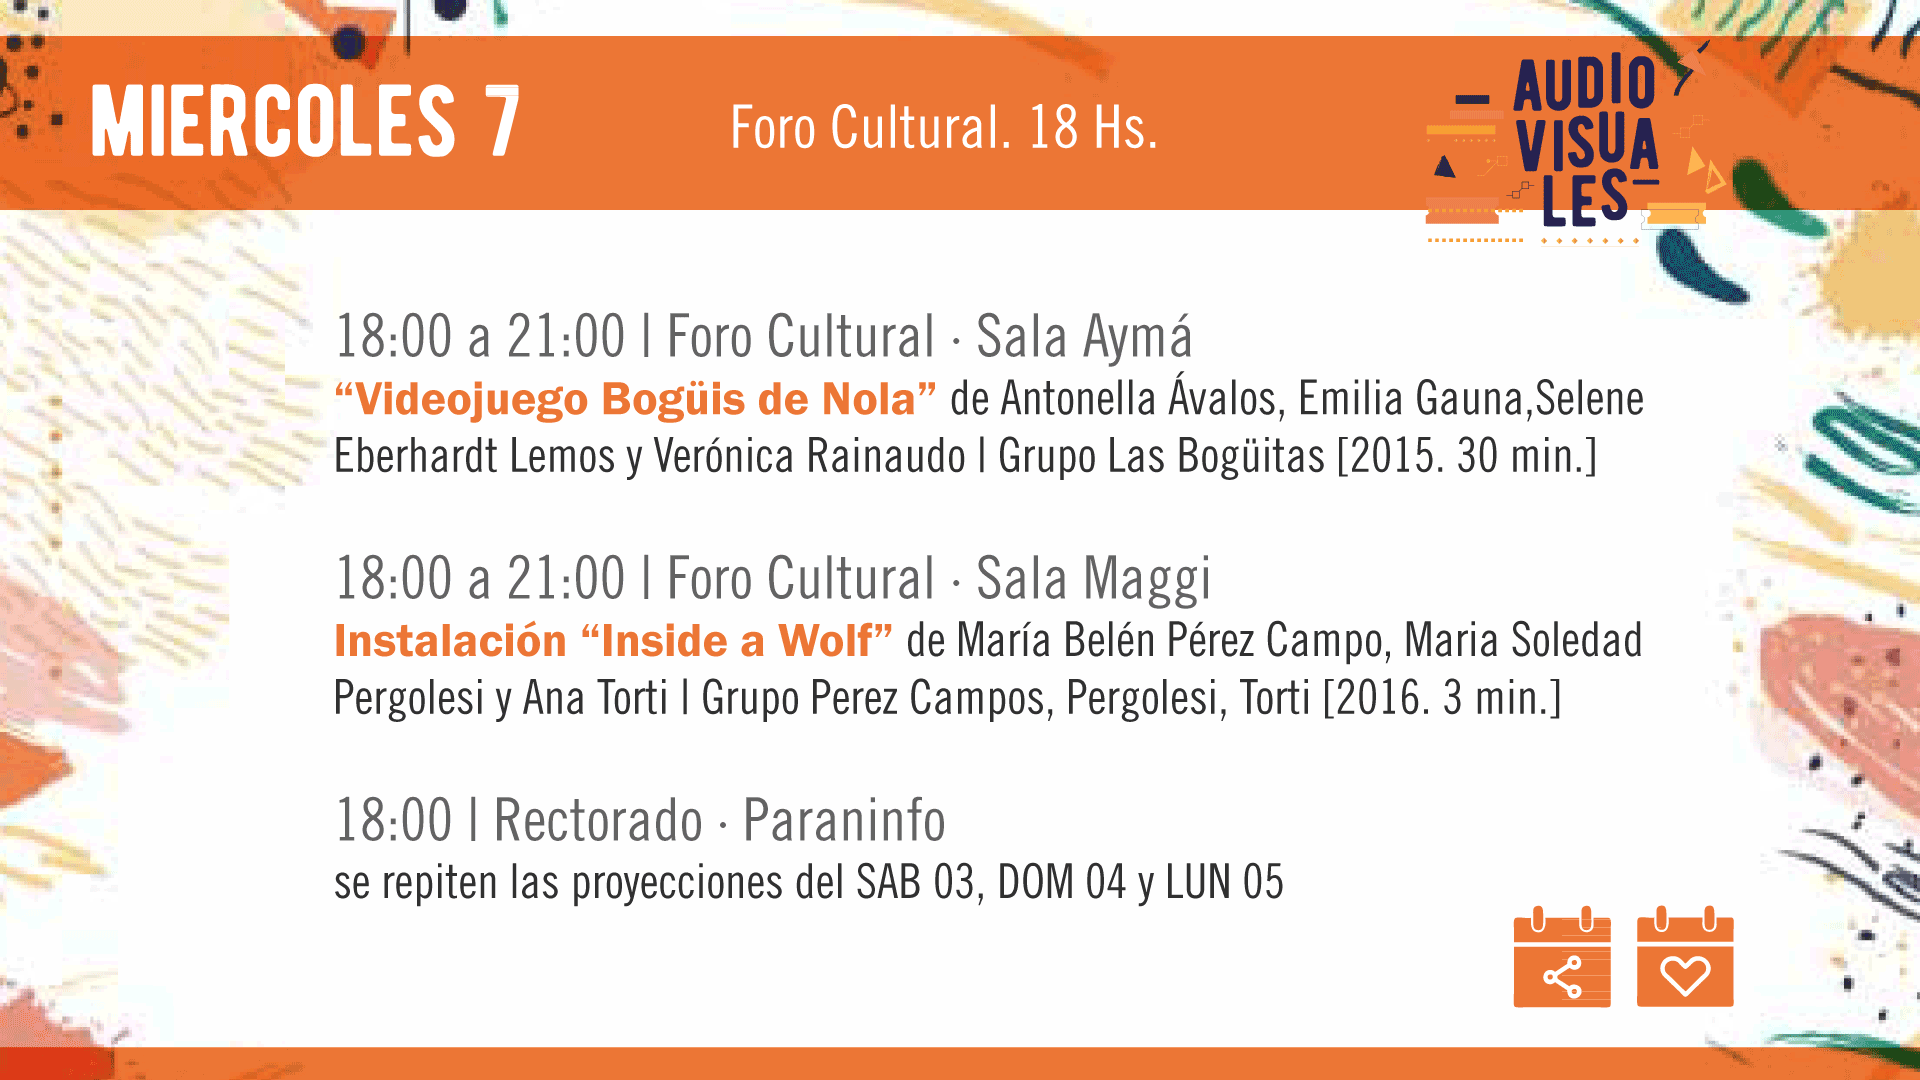 MIERCOLES 7
Foro Cultural. 18 Hs.
AUDIO
VISUA
LES
18:00 a 21:00 | Foro Cultural · Sala Aymá
“Videojuego Bogüis de Nola” de Antonella Ávalos, Emilia Gauna,Selene
Eberhardt Lemos y Verónica Rainaudo | Grupo Las Bogüitas [2015. 30 min.]
18:00 a 21:00 | Foro Cultural · Sala Maggi
Instalación “Inside a Wolf” de María Belén Pérez Campo, Maria Soledad
Pergolesi y Ana Torti | Grupo Perez Campos, Pergolesi, Torti [2016. 3 min.]
18:00 | Rectorado · Paraninfo
se repiten las proyecciones del SAB 03, DOM 04 y LUN 05